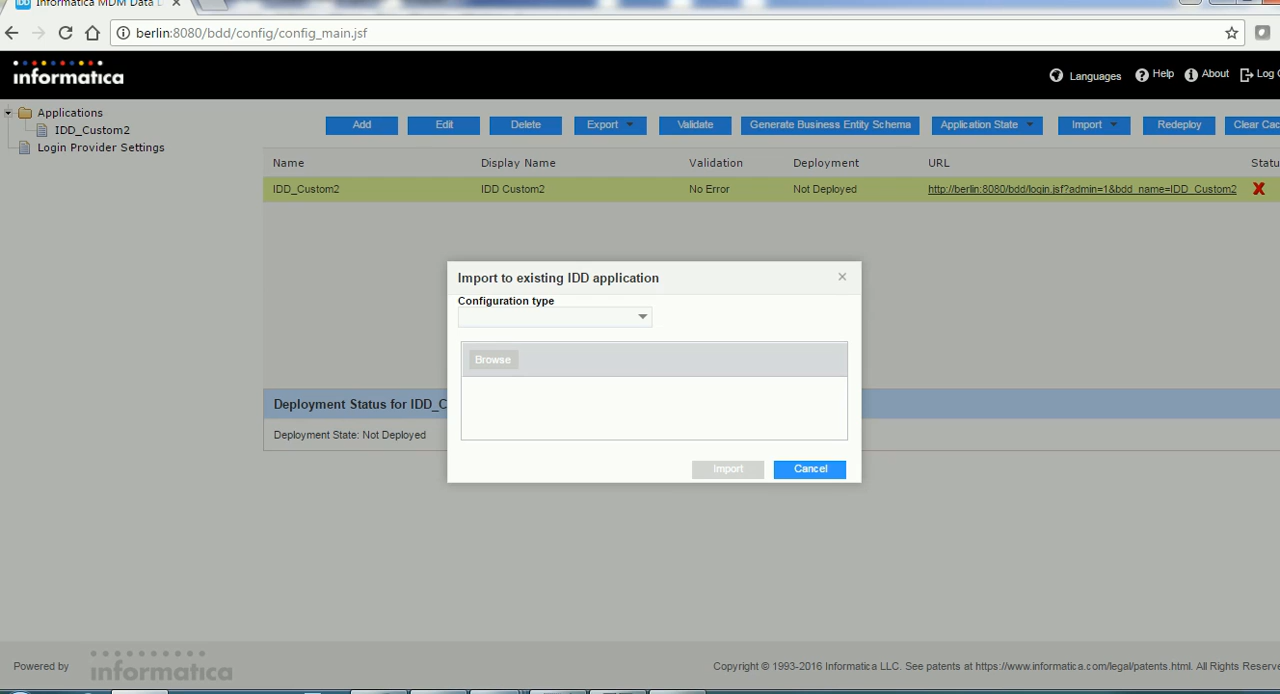 IDD Informatica MDM Data
berlin:8080/bdd/config/config_main.jsf
informatica
Languages Help About Log
Applications
IDD_Custom2
Login Provider Settings
Add Edit Delete Export Validate Generate Business Entity Schema Application State Import Redeploy Clear Cac
Name Display Name Validation Deployment URL Statu
IDD_Custom2 IDD Custom2 No Error Not Deployed http://berlin:8080/bdd/login.jsf?admin=1&bdd_name=IDD_Custom2 X
Import to existing IDD application ×
Configuration type
Browse
Deployment Status for IDD_C
Deployment State: Not Deployed
Import Cancel
Powered by informatica
Copyright © 1993-2016 Informatica LLC. See patents at https://www.informatica.com/legal/patents.html. All Rights Reserve